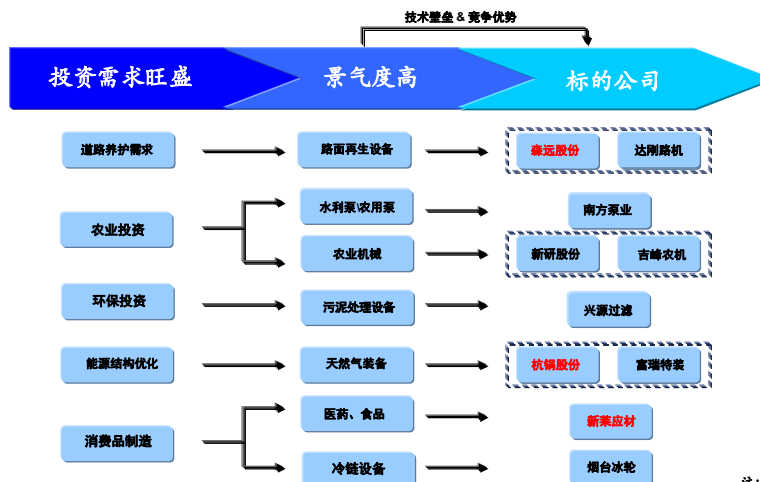 技术壁垒 & 竞争优势
投资需求旺盛 景气度高 标的公司
道路养护需求 路面再生设备 森远股份 达刚路机
农业投资 水利泵\农用泵 南方泵业
农业机械 新研股份 吉峰农机
环保投资 污泥处理设备 兴源过滤
能源结构优化 天然气装备 杭锅股份 富瑞特装
消费品制造 医药、食品 新莱应材
冷链设备 烟台冰轮